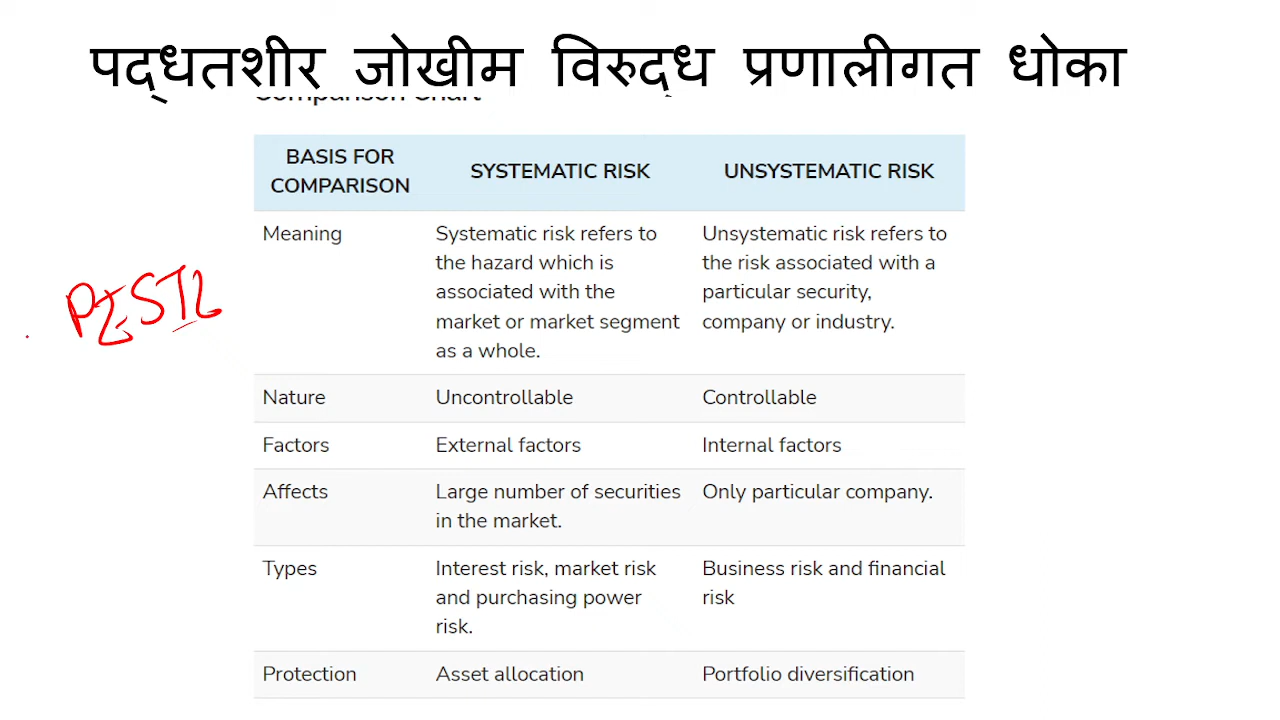 पद्धतशीर जोखीम विरुद्ध प्रणालीगत धोका
Comparison Chart
BASIS FOR COMPARISON
SYSTEMATIC RISK
UNSYSTEMATIC RISK
Meaning
Systematic risk refers to
the hazard which is
associated with the
market or market segment
as a whole.
Unsystematic risk refers to
the risk associated with a
particular security,
company or industry.
PESTL
Nature
Uncontrollable
Controllable
Factors
External factors
Internal factors
Affects
Large number of securities
in the market.
Only particular company.
Types
Interest risk, market risk
and purchasing power
risk.
Business risk and financial
risk
Protection
Asset allocation
Portfolio diversification